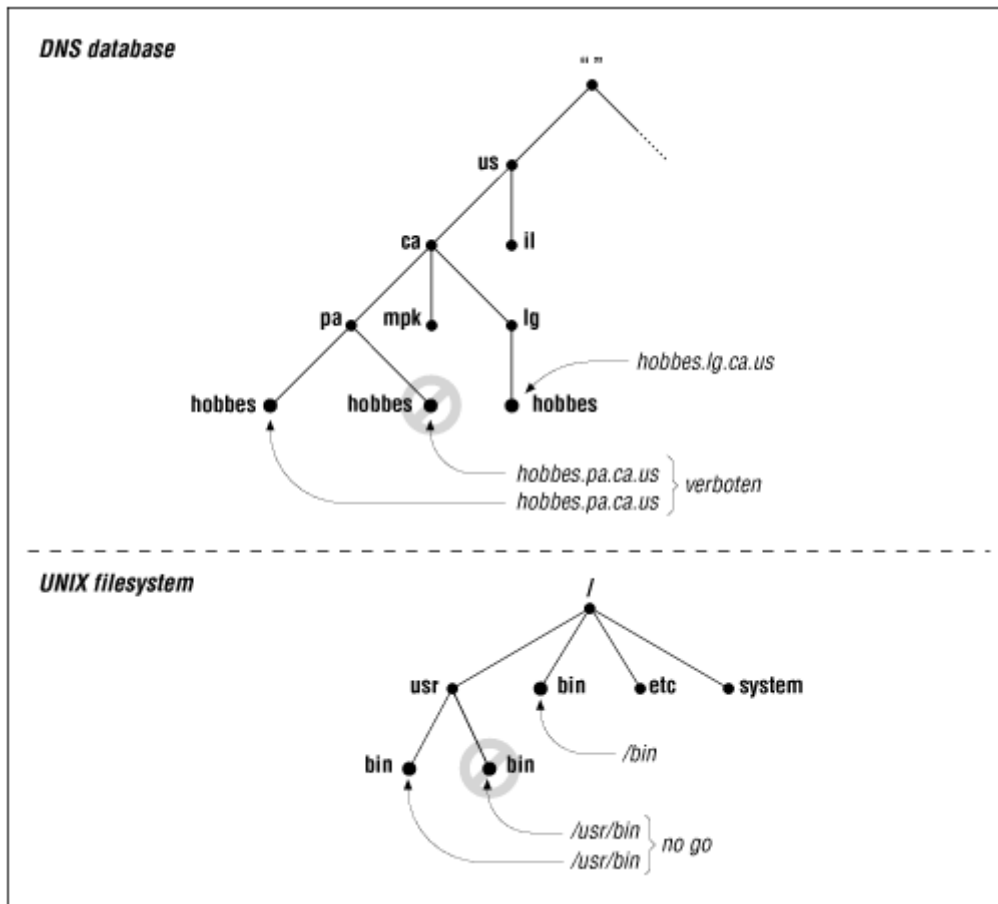 DNS database
“ ”
us
ca
il
pa
mpk
lg
hobbes.lg.ca.us
hobbes
hobbes
hobbes
hobbes.pa.ca.us
hobbes.pa.ca.us
verboten
UNIX filesystem
/
usr
bin
etc
system
/bin
bin
bin
/usr/bin
/usr/bin
no go